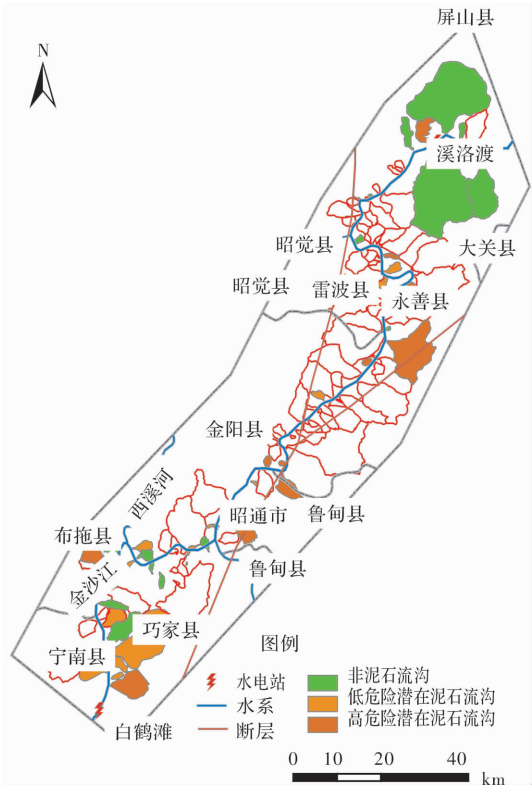 屏山县
N
溪洛渡
昭觉县
大关县
昭觉县
雷波县
永善县
金阳县
西溪河
昭通市
鲁甸县
布拖县
金沙江
鲁甸县
巧家县
宁南县
图例
水电站
水系
白鹤滩
断层
非泥石流沟
低危险潜在泥石流沟
高危险潜在泥石流沟
0 10 20 40
km